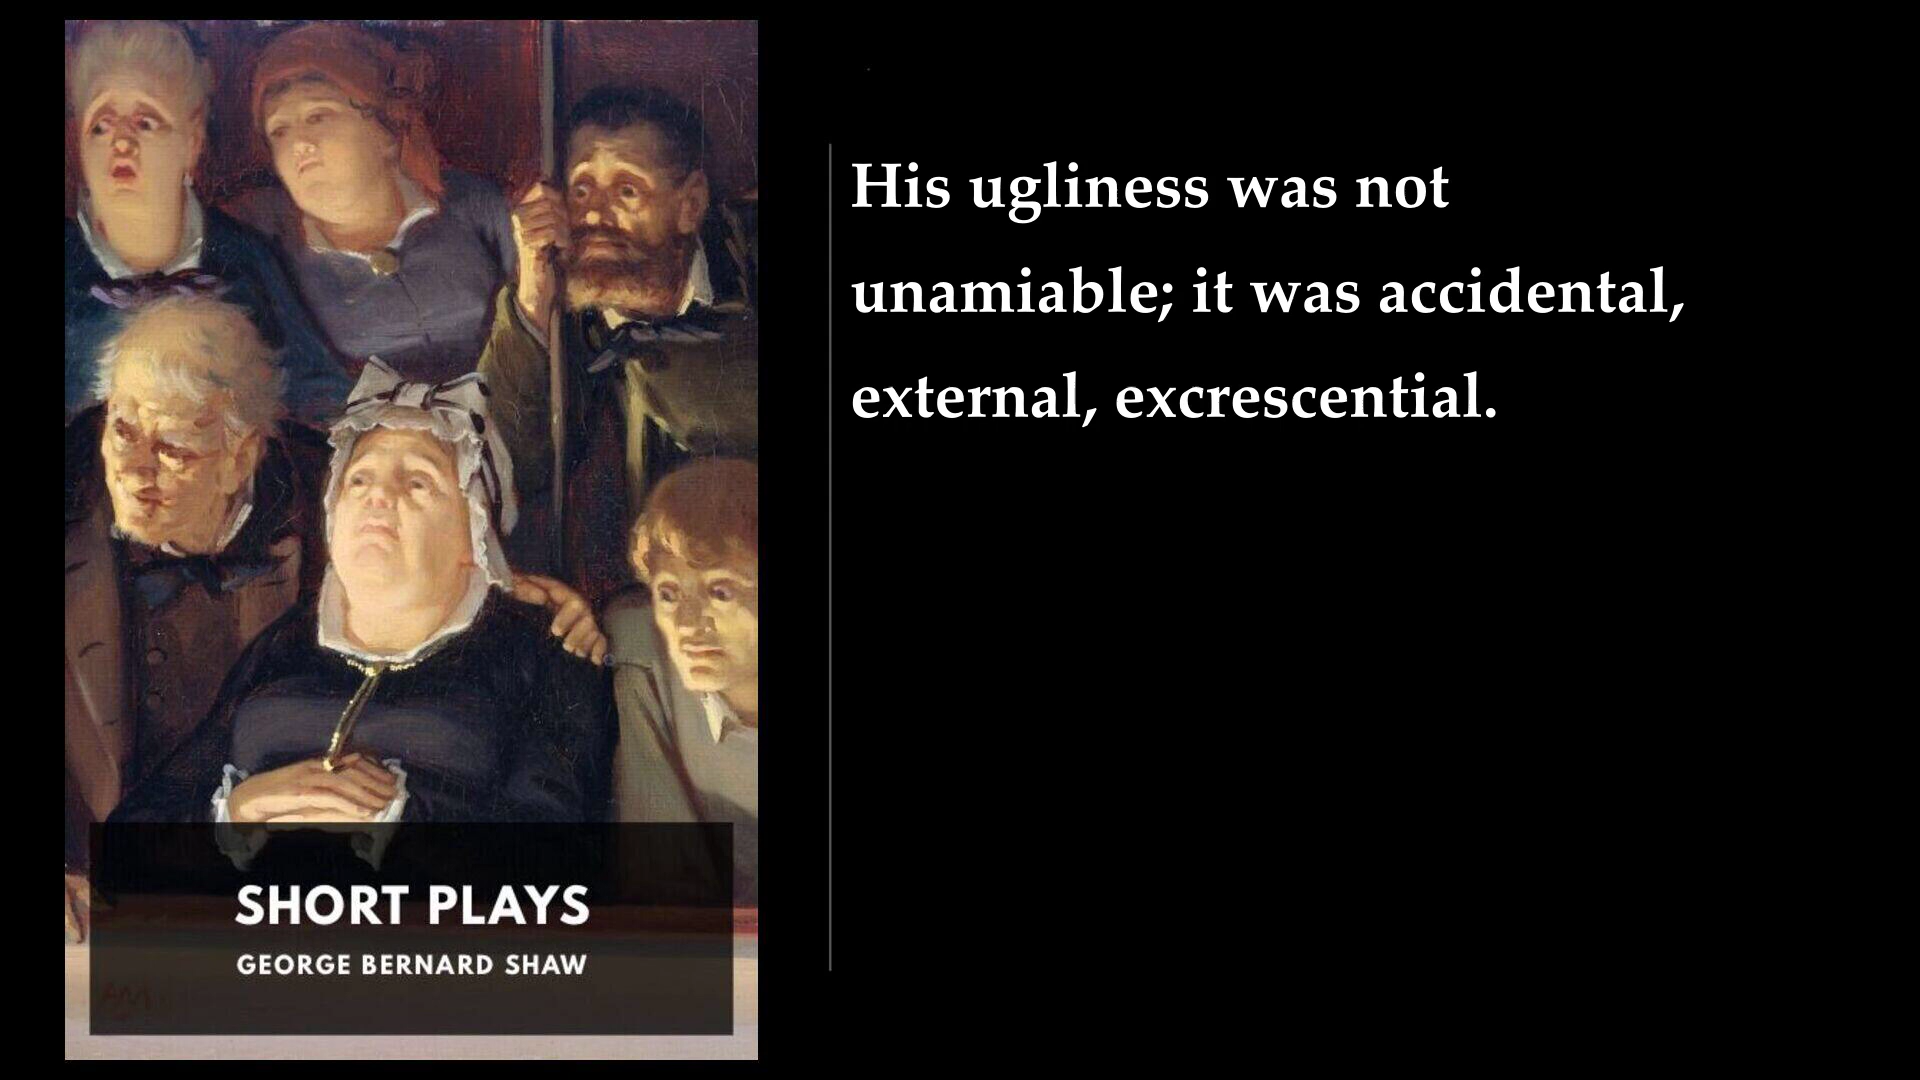 His ugliness was not
unamiable; it was accidental,
external, excrescential.
SHORT PLAYS
GEORGE BERNARD SHAW